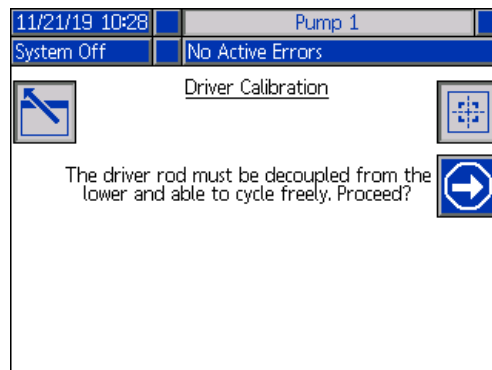 11/21/19 10:28
Pump 1
System Off
No Active Errors
Driver Calibration
The driver rod must be decoupled from the
lower and able to cycle freely. Proceed?